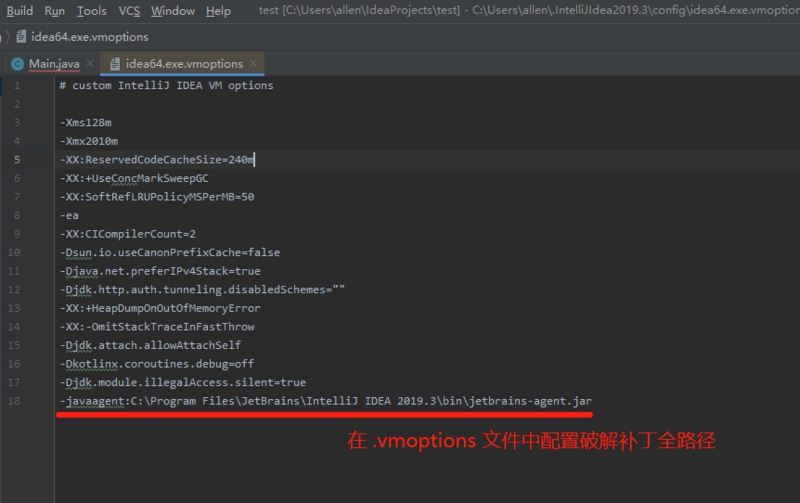 Build Run Tools VCS Window Help test [C:\Users\allen\IdeaProjects\test] - C:\Users\allen\.IntelliJIdea2019.3\config\idea64.exe.vmoption
idea64.exe.vmoptions
Main.java idea64.exe.vmoptions
1 # custom IntelliJ IDEA VM options
2
3 -Xms128m
4 -Xmx2010m
5 -XX:ReservedCodeCacheSize=240m
6 -XX:+UseConcMarkSweepGC
7 -XX:SoftRefLRUPolicyMSPerMB=50
8 -ea
9 -XX:CICompilerCount=2
10 -Dsun.io.useCanonPrefixCache=false
11 -Djava.net.preferIPv4Stack=true
12 -Djdk.http.auth.tunneling.disabledSchemes=""
13 -XX:+HeapDumpOnOutOfMemoryError
14 -XX:-OmitStackTraceInFastThrow
15 -Djdk.attach.allowAttachSelf
16 -Dkotlinx.coroutines.debug=off
17 -Djdk.module.illegalAccess.silent=true
18 -javaagent:C:\Program Files\JetBrains\IntelliJ IDEA 2019.3\bin\jetbrains-agent.jar
在 .vmoptions 文件中配置破解补丁全路径